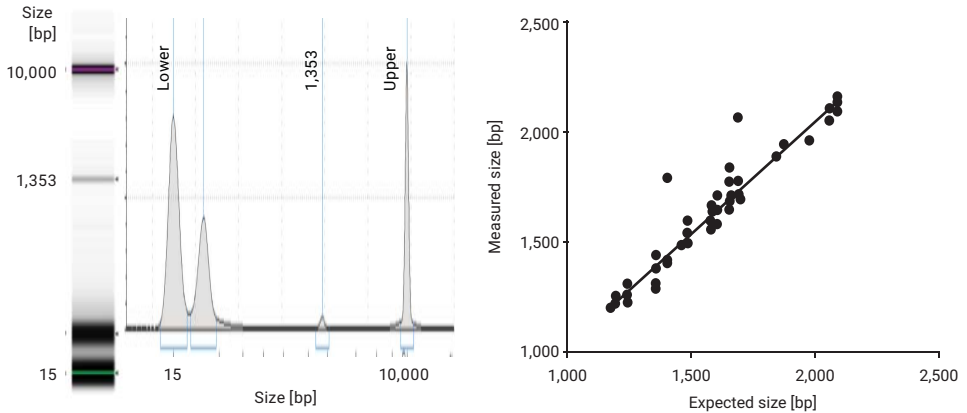 Size
[bp]
10,000
1,353
15
Lower
1,353
Upper
15
10,000
Size [bp]
2,500
2,000
1,500
1,000
Measured size [bp]
1,000
1,500
2,000
2,500
Expected size [bp]